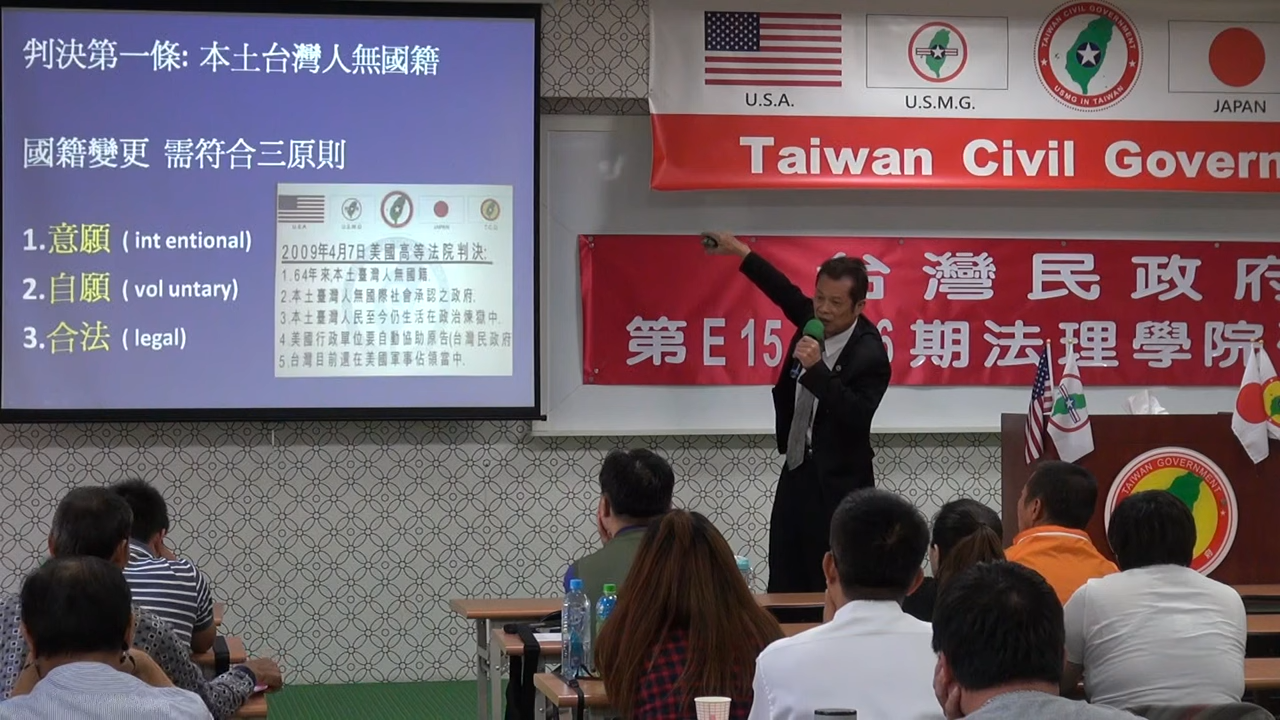 判決第一條: 本土台灣人無國籍
國籍變更 需符合三原則
1.意願 ( int entional)
2.自願 ( vol untary)
3.合法 ( legal)
U.S.A
U.S.M.G
JAPAN
T.C.G
2009年4月7日美國高等法院判決:
1.64年來本土臺灣人無國籍
2.本土臺灣人無國際社會承認之政府.
3.本土臺灣人民至今仍生活在政治煉獄中.
4.美國行政單位要自動協助原告(台灣民政府
5.台灣目前還在美國軍事佔領當中.
U.S.A.
U.S.M.G.
TAIWAN CIVIL GOVERNMENT
USMG IN TAIWAN
JAPAN
Taiwan Civil Govern
台灣民政府
第E15 6期法理學院
TAIWAN GOVERNMENT